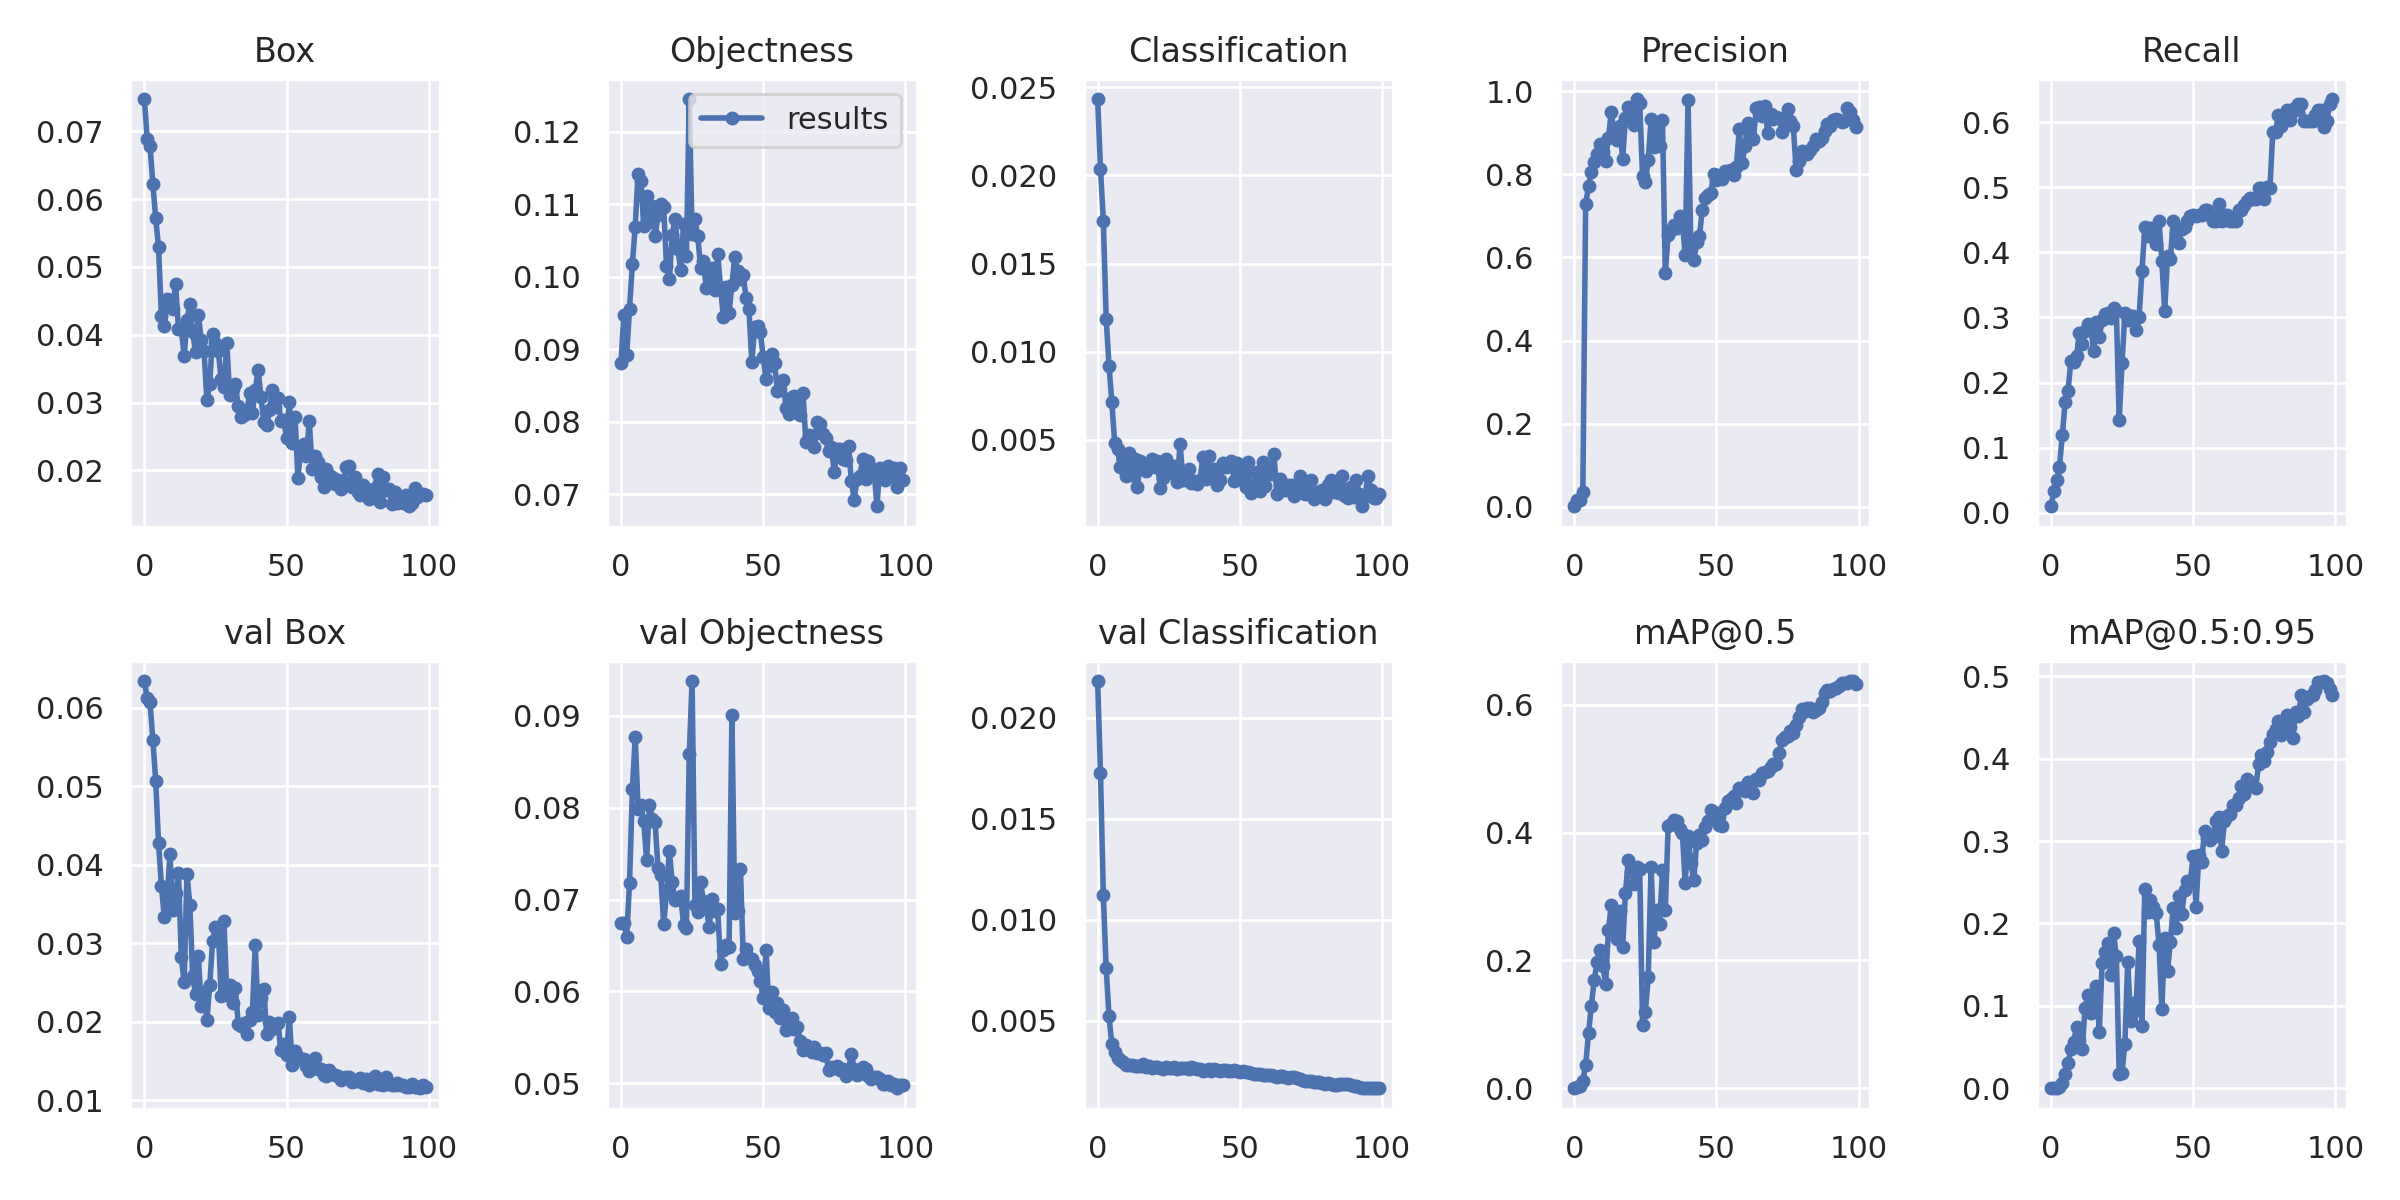 Box
0.07
0.06
0.05
0.04
0.03
0.02
0 50 100
Objectness
results
0.12
0.11
0.10
0.09
0.08
0.07
0 50 100
Classification
0.025
0.020
0.015
0.010
0.005
0 50 100
Precision
1.0
0.8
0.6
0.4
0.2
0.0
0 50 100
Recall
0.6
0.5
0.4
0.3
0.2
0.1
0.0
0 50 100
val Box
0.06
0.05
0.04
0.03
0.02
0.01
0 50 100
val Objectness
0.09
0.08
0.07
0.06
0.05
0 50 100
val Classification
0.020
0.015
0.010
0.005
0 50 100
mAP@0.5
0.6
0.4
0.2
0.0
0 50 100
mAP@0.5:0.95
0.5
0.4
0.3
0.2
0.1
0.0
0 50 100